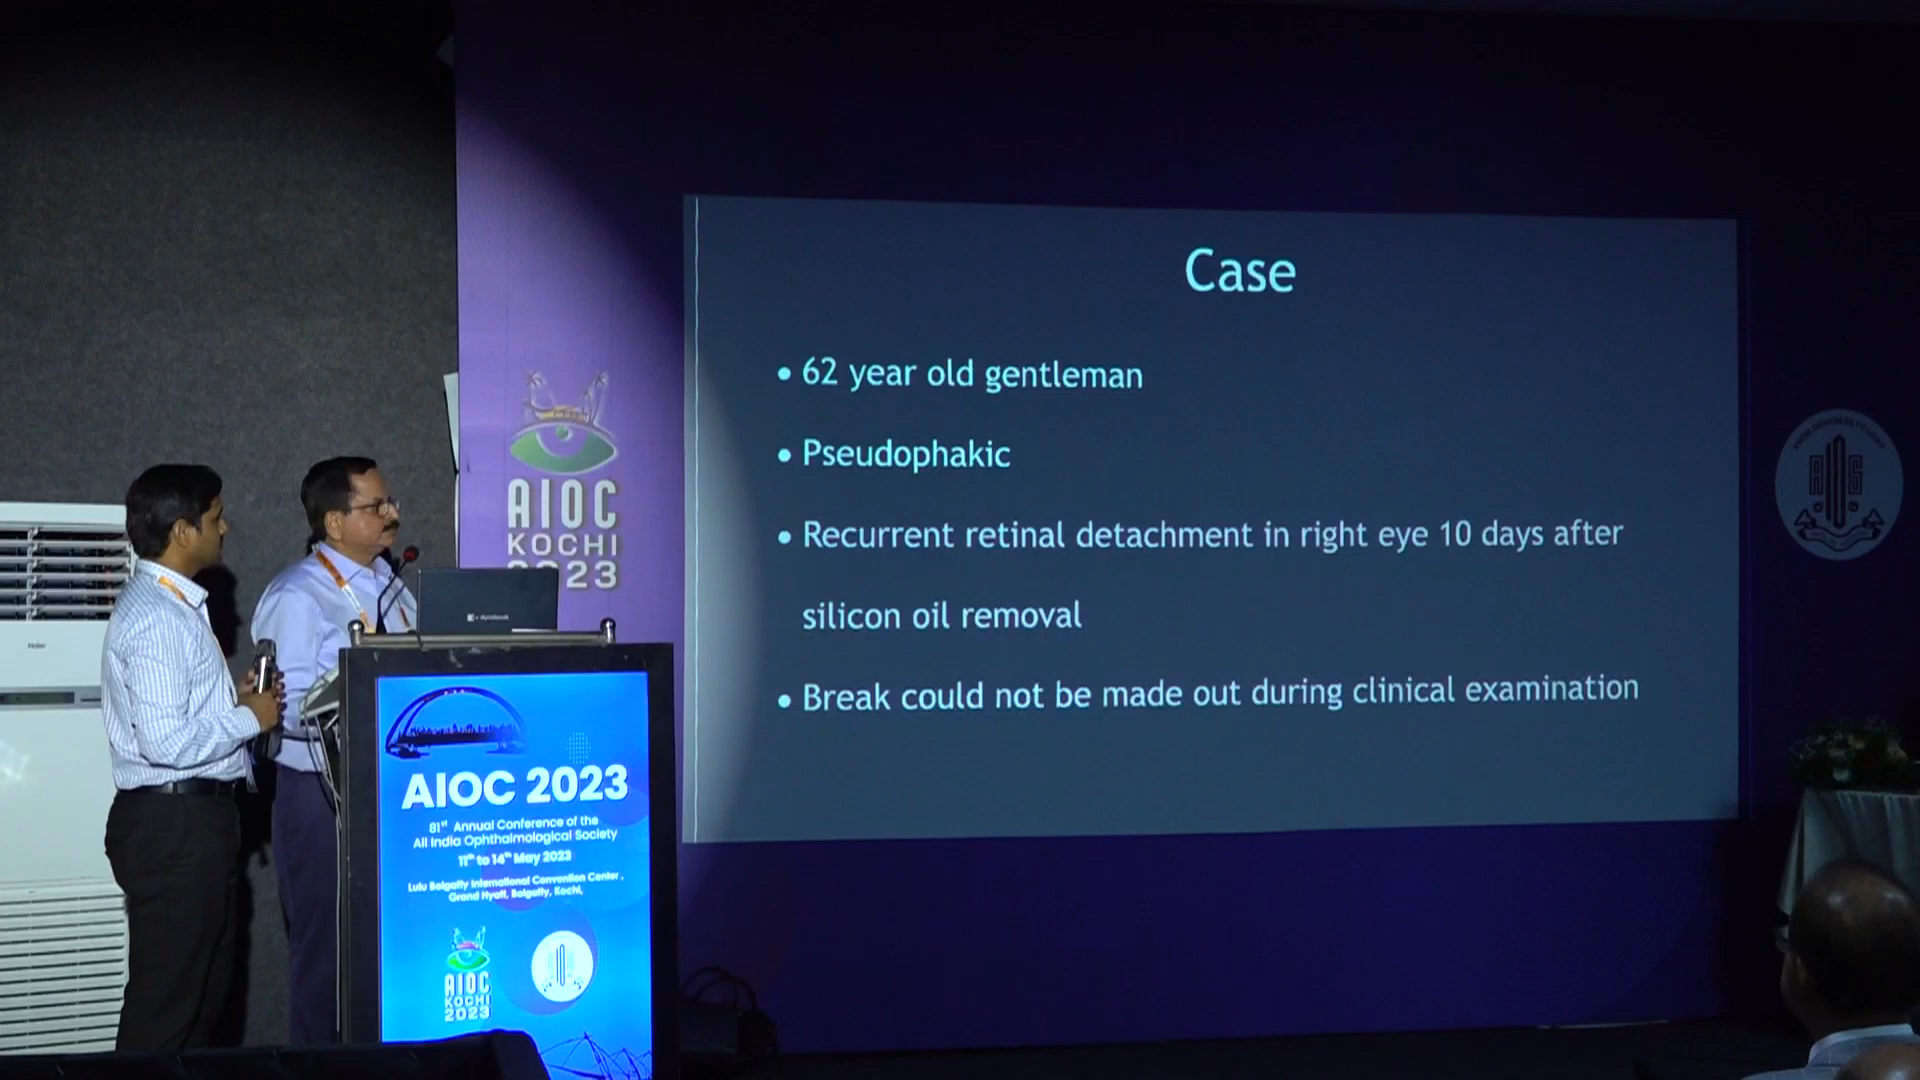 Case
• 62 year old gentleman
• Pseudophakic
• Recurrent retinal detachment in right eye 10 days after
silicon oil removal
• Break could not be made out during clinical examination
AIOC
KOCHI
2023
Haier
AIOC 2023
81st Annual Conference of the
All India Ophthalmological Society
11th to 14th May 2023
Lulu Bolgatty International Convention Center,
Grand Hyatt, Bolgatty, Kochi,
AIOC
KOCHI
2023